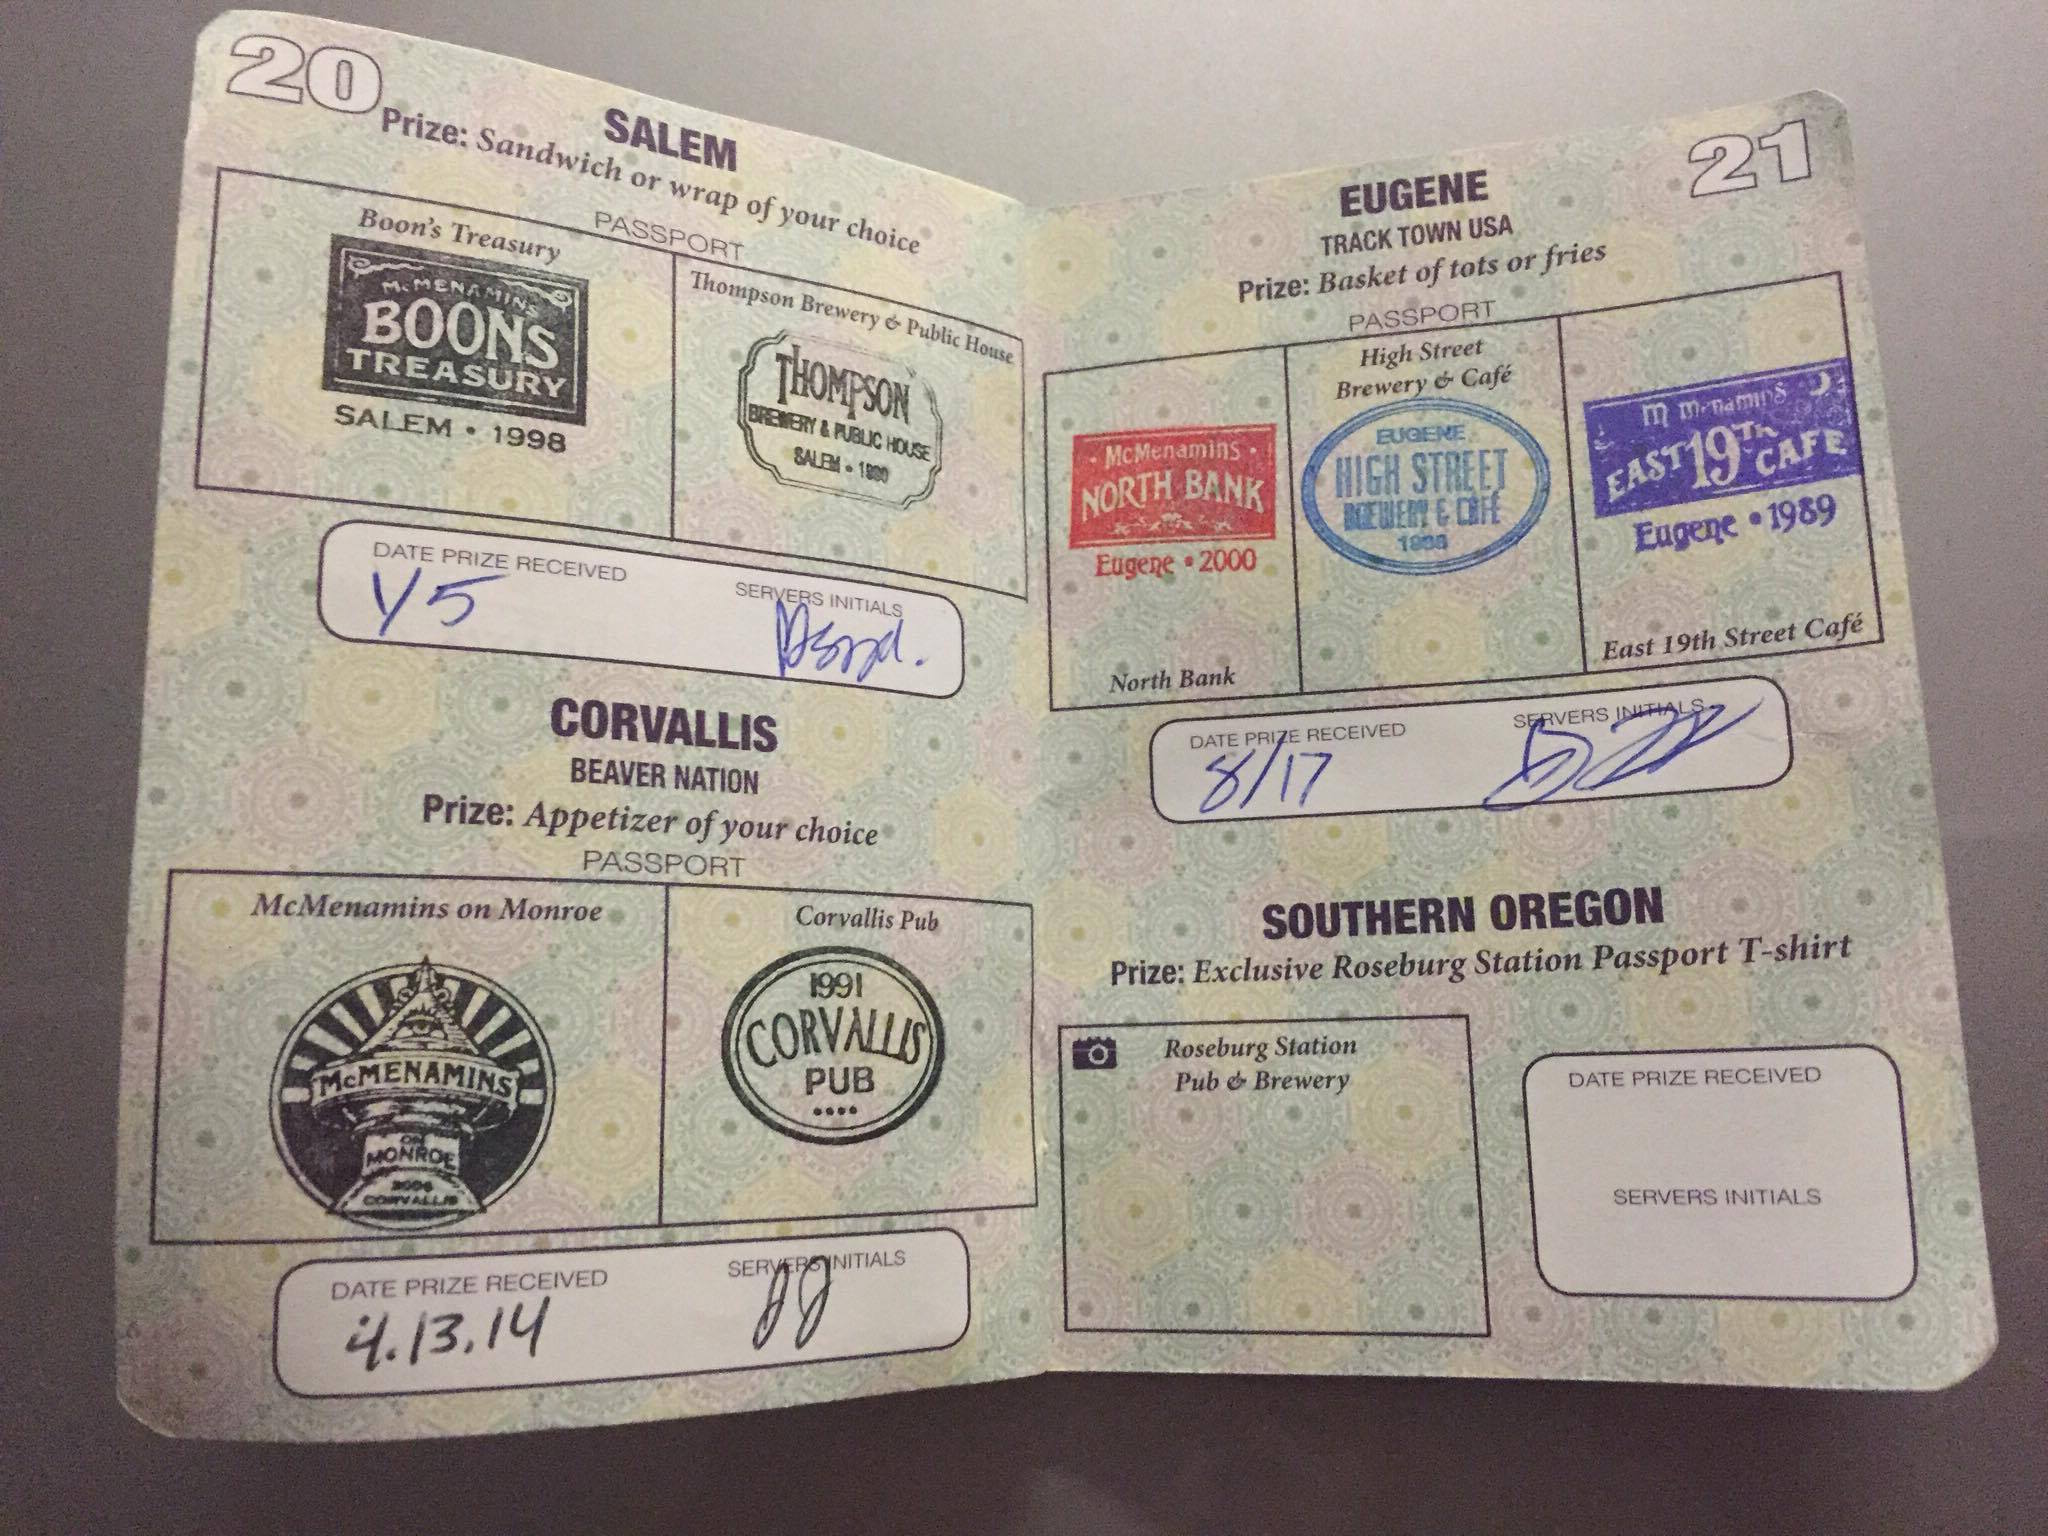 20
SALEM
Prize: Sandwich or wrap of your choice
PASSPORT
Boon's Treasury
McMENAMINS
BOONS
TREASURY
SALEM • 1998
Thompson Brewery & Public House
THOMPSON
BREWERY & PUBLIC HOUSE
SALEM • 1990
DATE PRIZE RECEIVED
SERVERS INITIALS
CORVALLIS
BEAVER NATION
Prize: Appetizer of your choice
PASSPORT
McMenamins on Monroe
McMENAMINS
ON
MONROE
2006
CORVALLIS
Corvallis Pub
1991
CORVALLIS
PUB
DATE PRIZE RECEIVED
4.13.14
SERVERS INITIALS
JJ
21
EUGENE
TRACK TOWN USA
Prize: Basket of tots or fries
PASSPORT
• McMenamins •
NORTH BANK
Eugene • 2000
North Bank
High Street
Brewery & Café
EUGENE
HIGH STREET
BREWERY & CAFÉ
East 19th Street Café
m mcmenamins
EAST 19TH CAFE
Eugene • 1989
DATE PRIZE RECEIVED
8/17
SERVERS INITIALS
SOUTHERN OREGON
Prize: Exclusive Roseburg Station Passport T-shirt
Roseburg Station
Pub & Brewery
DATE PRIZE RECEIVED
SERVERS INITIALS